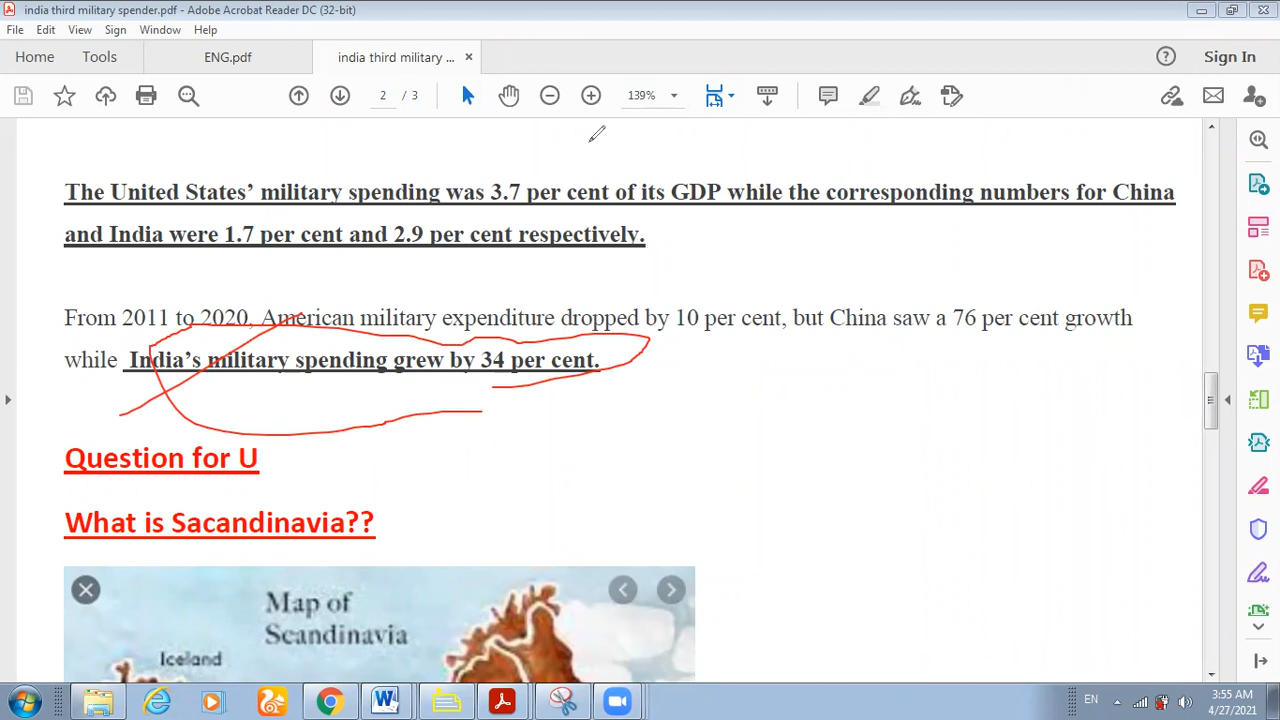 india third military spender.pdf - Adobe Acrobat Reader DC (32-bit)
File Edit View Sign Window Help
Home Tools ENG.pdf india third military ... × Sign In
2 / 3 139%
The United States’ military spending was 3.7 per cent of its GDP while the corresponding numbers for China
and India were 1.7 per cent and 2.9 per cent respectively.
From 2011 to 2020, American military expenditure dropped by 10 per cent, but China saw a 76 per cent growth
while India’s military spending grew by 34 per cent.
Question for U
What is Sacandinavia??
Map of
Scandinavia
Iceland
EN 3:55 AM
4/27/2021